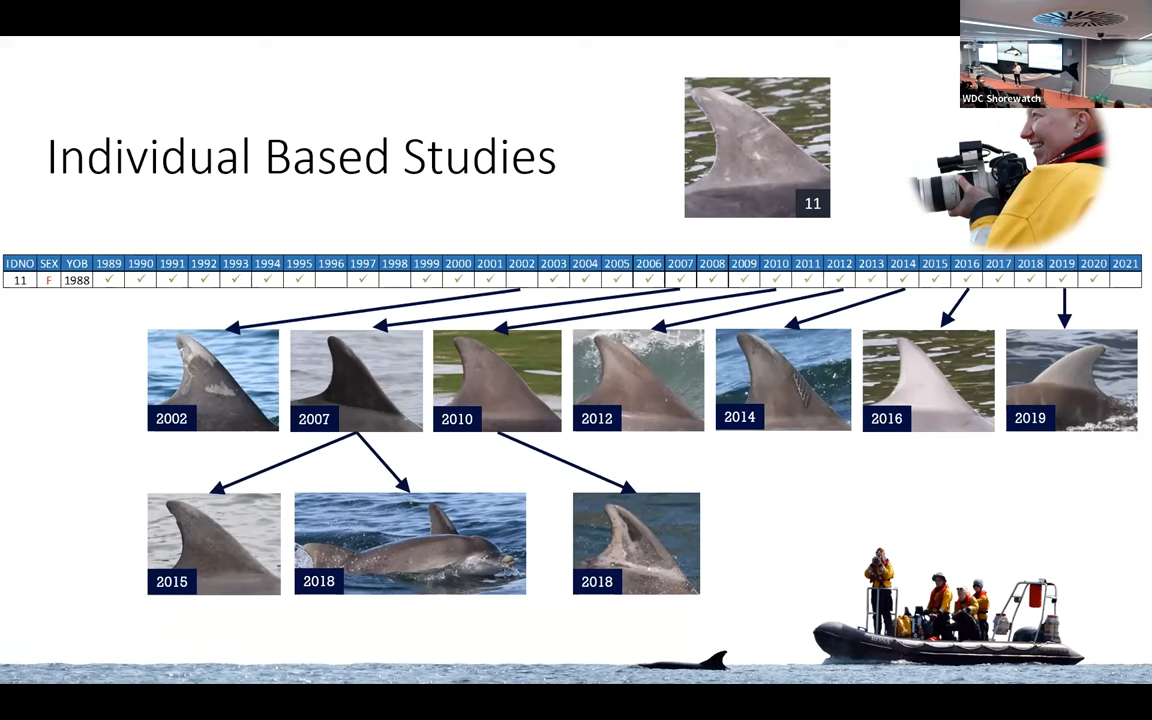 WDC Shorewatch
Individual Based Studies
11
IDNO SEX YOB 1989 1990 1991 1992 1993 1994 1995 1996 1997 1998 1999 2000 2001 2002 2003 2004 2005 2006 2007 2008 2009 2010 2011 2012 2013 2014 2015 2016 2017 2018 2019 2020 2021
11 F 1988 ✓ ✓ ✓ ✓ ✓ ✓ ✓ ✓ ✓ ✓ ✓ ✓ ✓ ✓ ✓ ✓ ✓ ✓ ✓ ✓ ✓ ✓ ✓ ✓ ✓ ✓ ✓ ✓ ✓ ✓
2002 2007 2010 2012 2014 2016 2019
2015 2018 2018